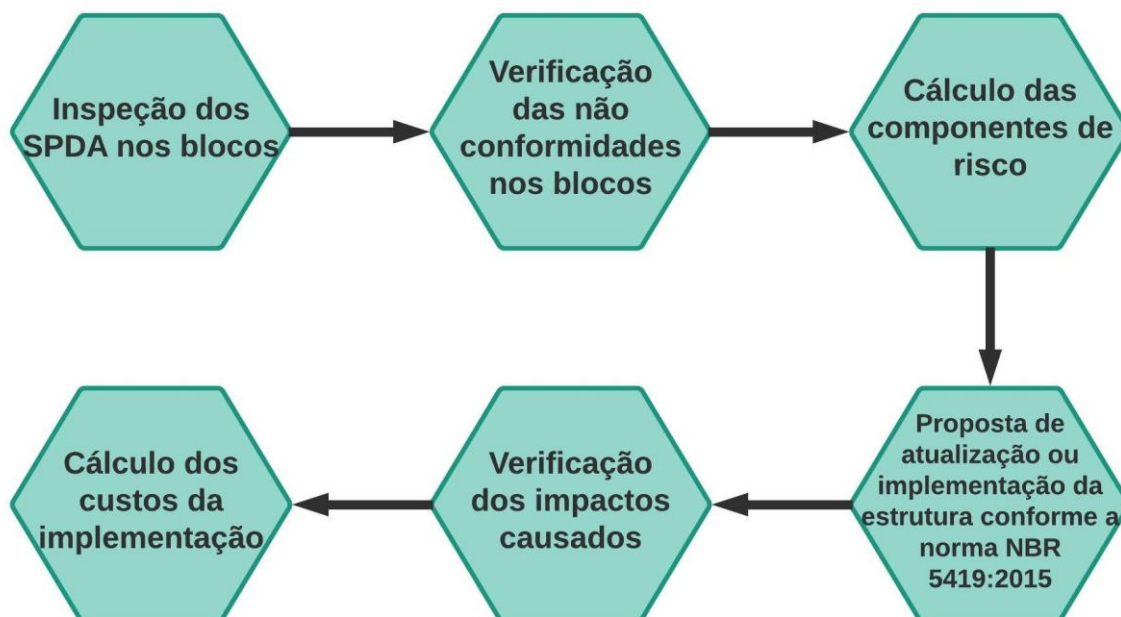 Inspeção dos
SPDA nos blocos
Verificação
das não
conformidades
nos blocos
Cálculo das
componentes de
risco
Proposta de
atualização ou
implementação da
estrutura conforme a
norma NBR
5419:2015
Verificação
dos impactos
causados
Cálculo dos
custos da
implementação